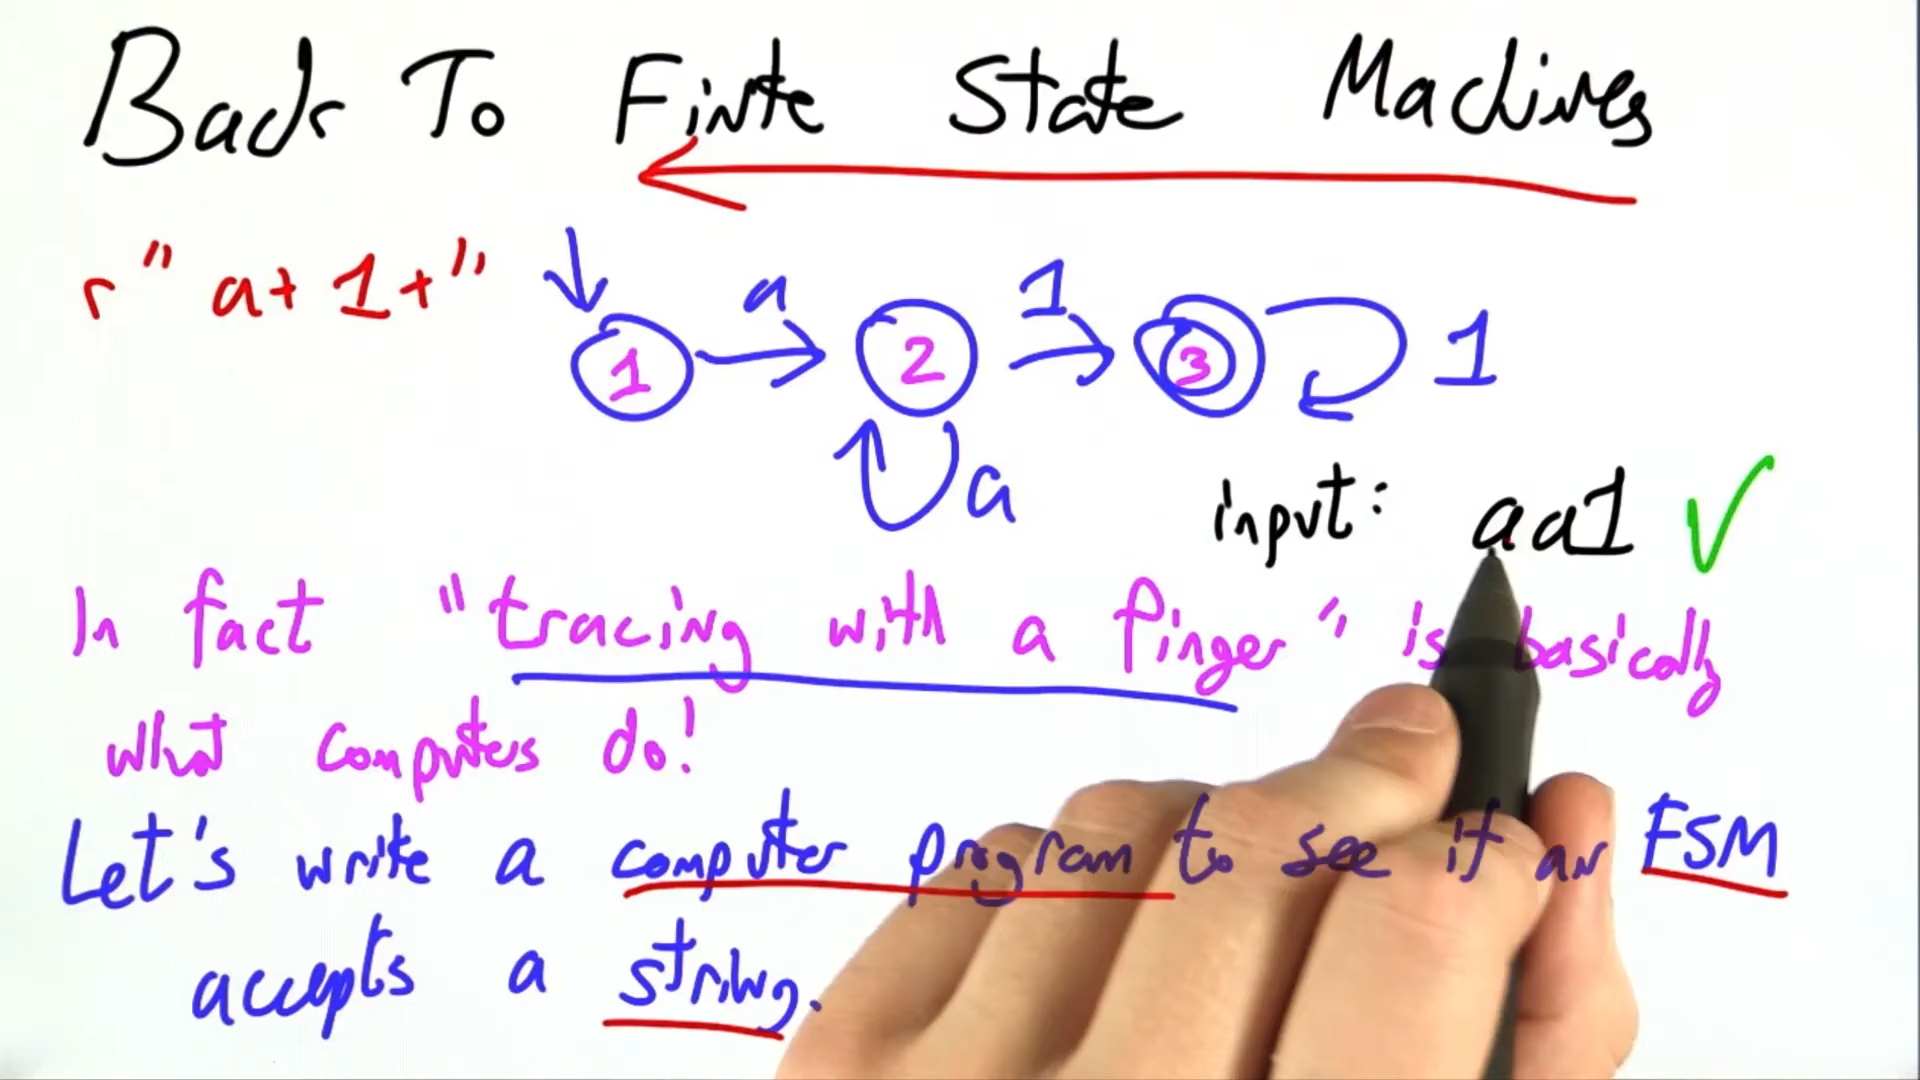 Back To Finite State Machines
r"a+1+"
a
1
1
2
3
1
a
input: aa1
In fact "tracing with a finger" is basically
what computers do!
Let's write a computer program to see if an FSM
accepts a string.